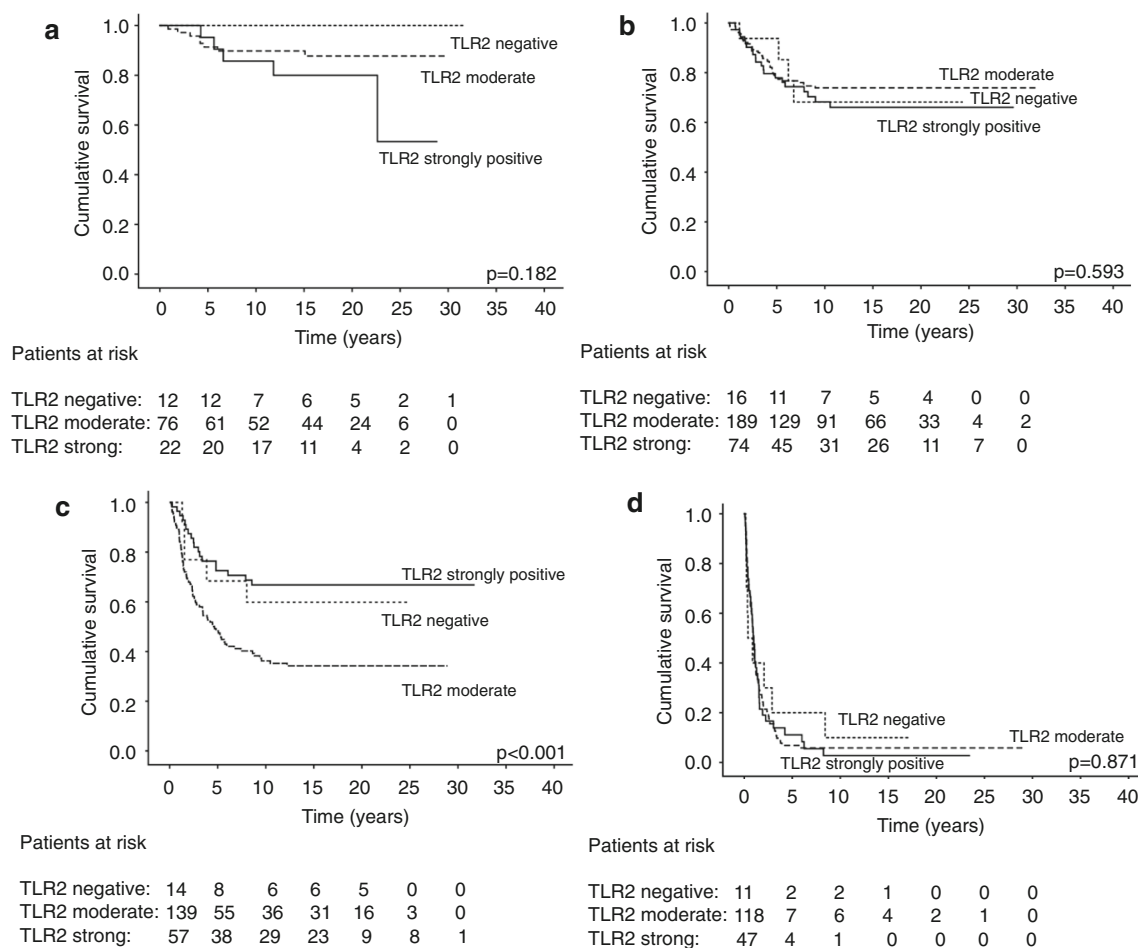 a
1.0
0.8
0.6
0.4
0.2
0.0
Cumulative survival
TLR2 negative
TLR2 moderate
TLR2 strongly positive
p=0.182
0 5 10 15 20 25 30 35 40
Time (years)
Patients at risk
TLR2 negative: 12 12 7 6 5 2 1
TLR2 moderate: 76 61 52 44 24 6 0
TLR2 strong: 22 20 17 11 4 2 0
b
1.0
0.8
0.6
0.4
0.2
0.0
Cumulative survival
TLR2 moderate
TLR2 negative
TLR2 strongly positive
p=0.593
0 5 10 15 20 25 30 35 40
Time (years)
Patients at risk
TLR2 negative: 16 11 7 5 4 0 0
TLR2 moderate: 189 129 91 66 33 4 2
TLR2 strong: 74 45 31 26 11 7 0
c
1.0
0.8
0.6
0.4
0.2
0.0
Cumulative survival
TLR2 strongly positive
TLR2 negative
TLR2 moderate
p<0.001
0 5 10 15 20 25 30 35 40
Time (years)
Patients at risk
TLR2 negative: 14 8 6 6 5 0 0
TLR2 moderate: 139 55 36 31 16 3 0
TLR2 strong: 57 38 29 23 9 8 1
d
1.0
0.8
0.6
0.4
0.2
0.0
Cumulative survival
TLR2 negative
TLR2 moderate
TLR2 strongly positive
p=0.871
0 5 10 15 20 25 30 35 40
Time (years)
Patients at risk
TLR2 negative: 11 2 2 1 0 0 0
TLR2 moderate: 118 7 6 4 2 1 0
TLR2 strong: 47 4 1 0 0 0 0